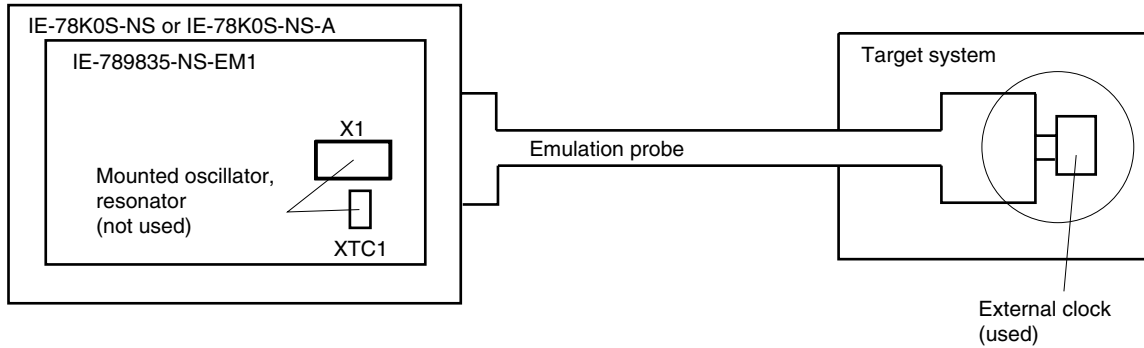 IE-78K0S-NS or IE-78K0S-NS-A
IE-789835-NS-EM1
X1
Mounted oscillator,
resonator
(not used)
XTC1
Emulation probe
Target system
External clock
(used)